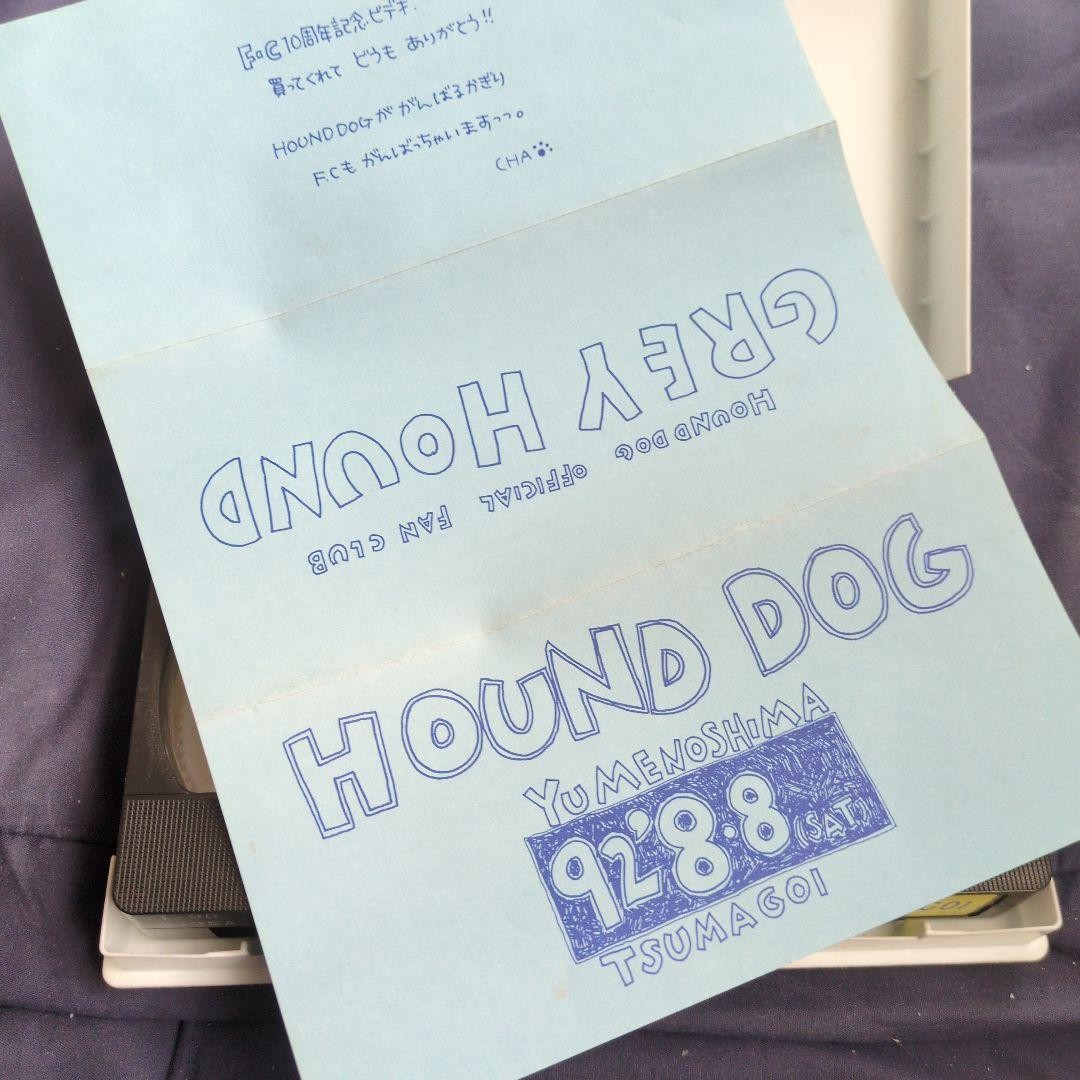 F.C 10周年記念ビデオ.
買ってくれて どうも ありがとう!!
HOUND DOGが がんばるかぎり
F.Cも がんばっちゃいますっっ。
CHA
GREY HOUND
HOUND DOG OFFICIAL FAN CLUB
HOUND DOG
YUMENOSHIMA
92'8・8(SAT)
TSUMAGOI
GOI